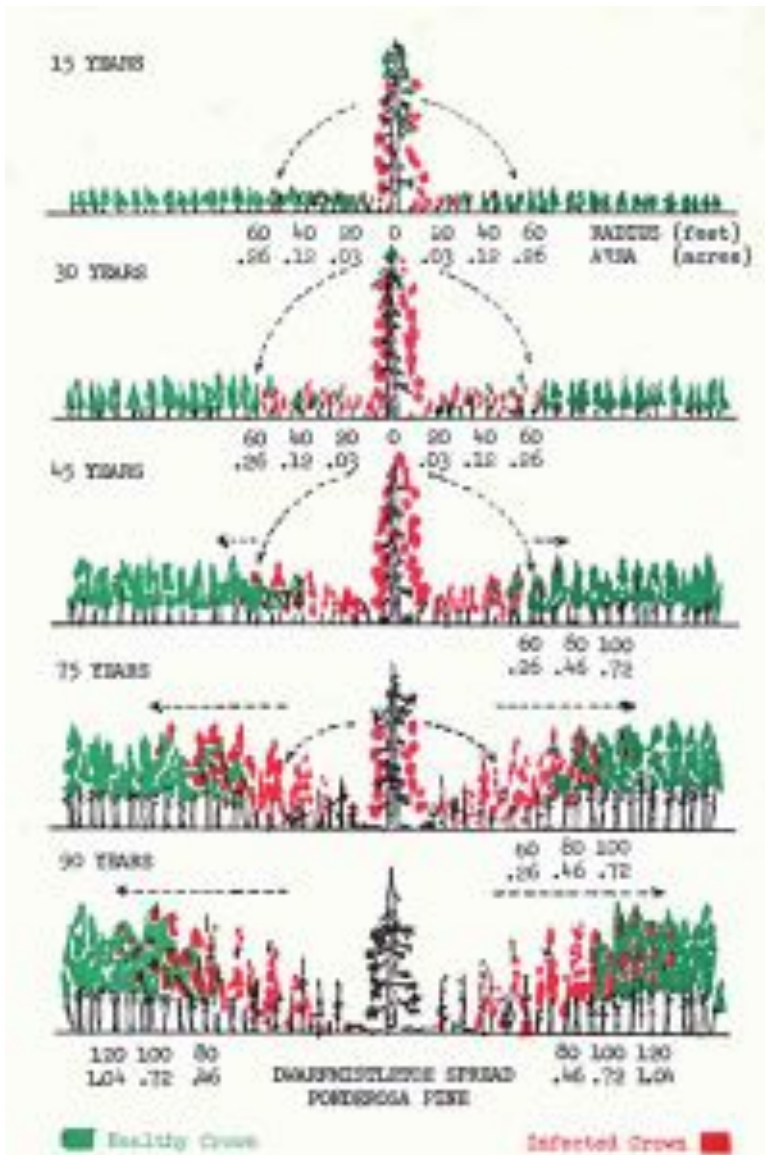 15 YEARS
60 40 20 0 20 40 60 RADIUS (feet)
.26 .12 .03 .03 .12 .26 AREA (acres)
30 YEARS
60 40 20 0 20 40 60
.26 .12 .03 .03 .12 .26
45 YEARS
60 80 100
.26 .46 .72
75 YEARS
60 80 100
.26 .46 .72
90 YEARS
120 100 80 80 100 120
1.04 .72 .46 .46 .72 1.04
DWARFMISTLETOE SPREAD
PONDEROSA PINE
Healthy Crown Infected Crown